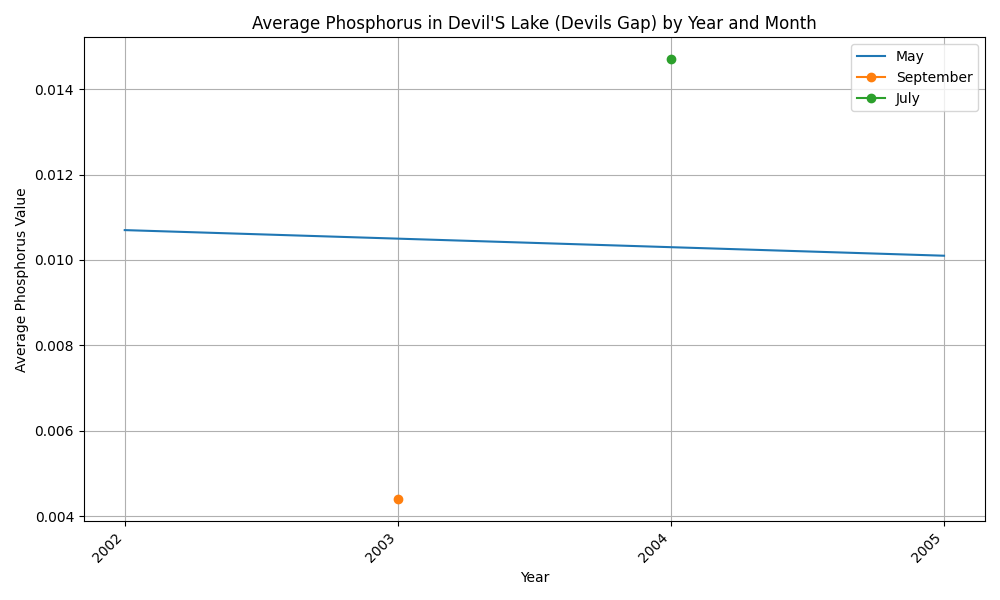 Average Phosphorus in Devil'S Lake (Devils Gap) by Year and Month
May
September
July
Average Phosphorus Value
0.014
0.012
0.010
0.008
0.006
0.004
2002
2003
2004
2005
Year